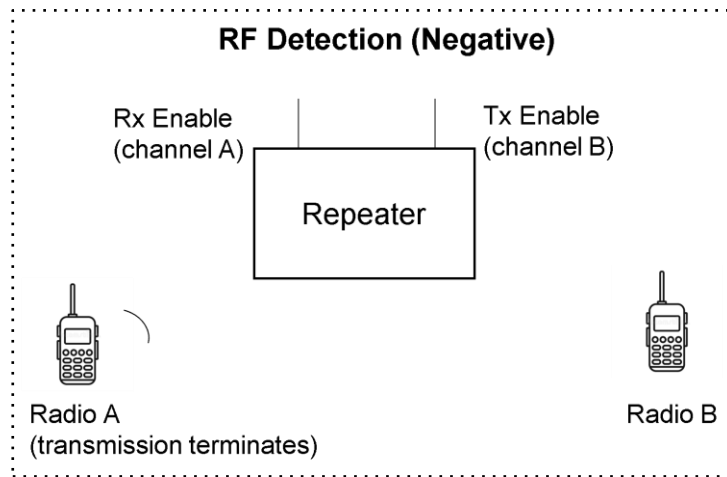 RF Detection (Negative)
Rx Enable
(channel A)
Tx Enable
(channel B)
Repeater
Radio A
(transmission terminates)
Radio B